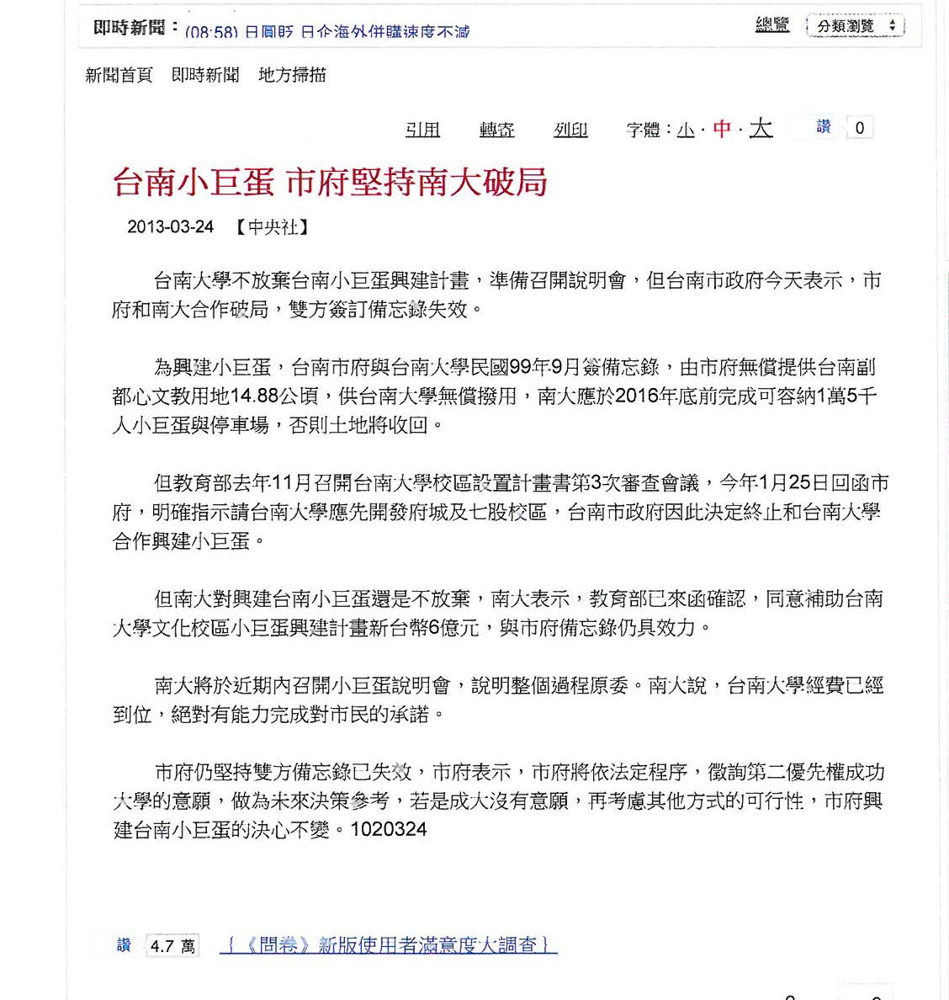 即時新聞：(08:58) 日圓貶 日企海外併購速度不減 總覽 分類瀏覽
新聞首頁 即時新聞 地方掃描
引用 轉寄 列印 字體：小．中．大 讚 0
台南小巨蛋 市府堅持南大破局
2013-03-24 【中央社】
台南大學不放棄台南小巨蛋興建計畫，準備召開說明會，但台南市政府今天表示，市
府和南大合作破局，雙方簽訂備忘錄失效。
為興建小巨蛋，台南市府與台南大學民國99年9月簽備忘錄，由市府無償提供台南副
都心文教用地14.88公頃，供台南大學無償撥用，南大應於2016年底前完成可容納1萬5千
人小巨蛋與停車場，否則土地將收回。
但教育部去年11月召開台南大學校區設置計畫書第3次審查會議，今年1月25日回函市
府，明確指示請台南大學應先開發府城及七股校區，台南市政府因此決定終止和台南大學
合作興建小巨蛋。
但南大對興建台南小巨蛋還是不放棄，南大表示，教育部已來函確認，同意補助台南
大學文化校區小巨蛋興建計畫新台幣6億元，與市府備忘錄仍具效力。
南大將於近期內召開小巨蛋說明會，說明整個過程原委。南大說，台南大學經費已經
到位，絕對有能力完成對市民的承諾。
市府仍堅持雙方備忘錄已失效，市府表示，市府將依法定程序，徵詢第二優先權成功
大學的意願，做為未來決策參考，若是成大沒有意願，再考慮其他方式的可行性，市府興
建台南小巨蛋的決心不變。1020324
讚 4.7 萬 {《問卷》新版使用者滿意度大調查}